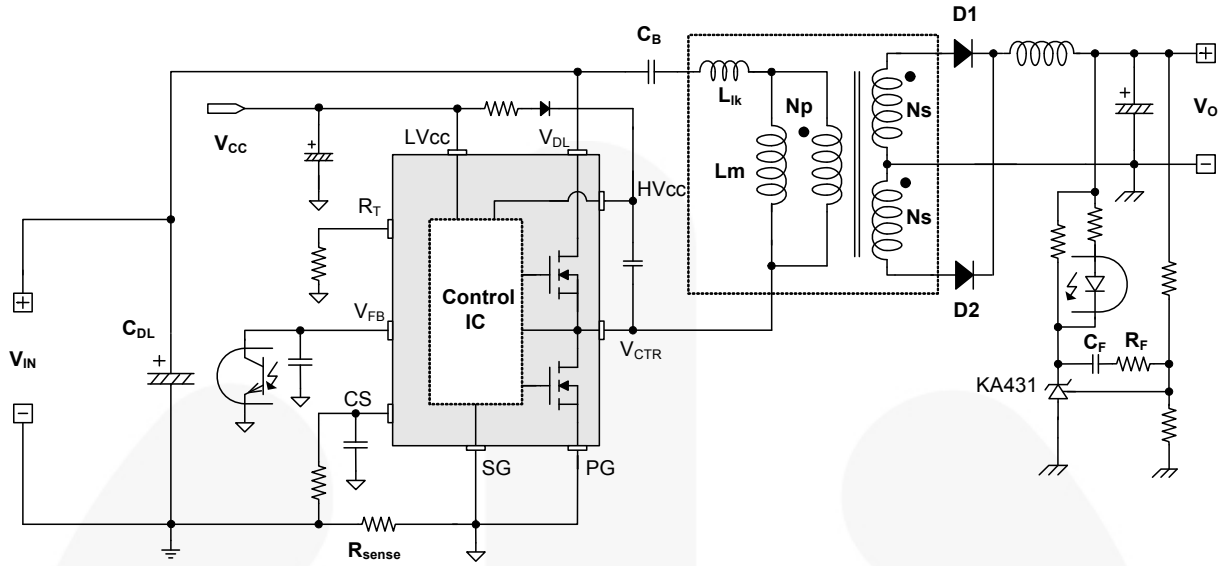 D1
C_B
L_lk
Np
Ns
V_O
V_CC
LVcc
V_DL
HVcc
Lm
R_T
Ns
Control
IC
D2
V_FB
C_DL
V_IN
V_CTR
C_F
R_F
KA431
CS
SG
PG
R_sense